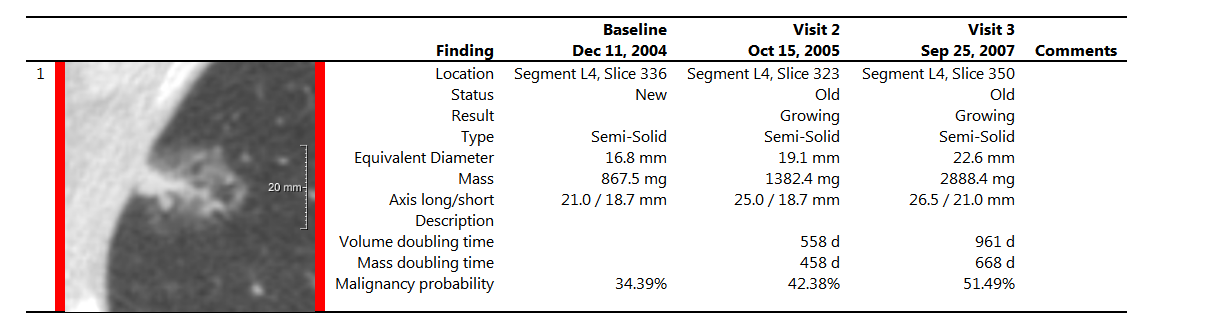 Baseline Visit 2 Visit 3
Finding Dec 11, 2004 Oct 15, 2005 Sep 25, 2007 Comments
1 Location Segment L4, Slice 336 Segment L4, Slice 323 Segment L4, Slice 350
Status New Old Old
Result Growing Growing
Type Semi-Solid Semi-Solid Semi-Solid
Equivalent Diameter 16.8 mm 19.1 mm 22.6 mm
20 mm Mass 867.5 mg 1382.4 mg 2888.4 mg
Axis long/short 21.0 / 18.7 mm 25.0 / 18.7 mm 26.5 / 21.0 mm
Description
Volume doubling time 558 d 961 d
Mass doubling time 458 d 668 d
Malignancy probability 34.39% 42.38% 51.49%